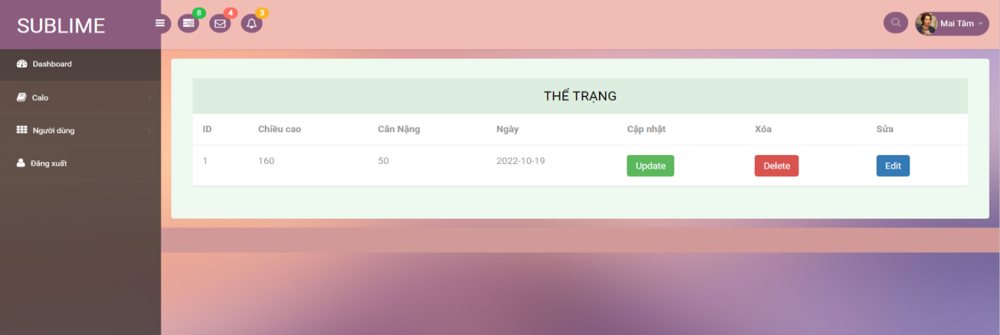 SUBLIME
8
4
3
Mai Tâm
Dashboard
Calo
Người dùng
Đăng xuất
THỂ TRẠNG
ID Chiều cao Cân Nặng Ngày Cập nhật Xóa Sửa
1 160 50 2022-10-19 Update Delete Edit